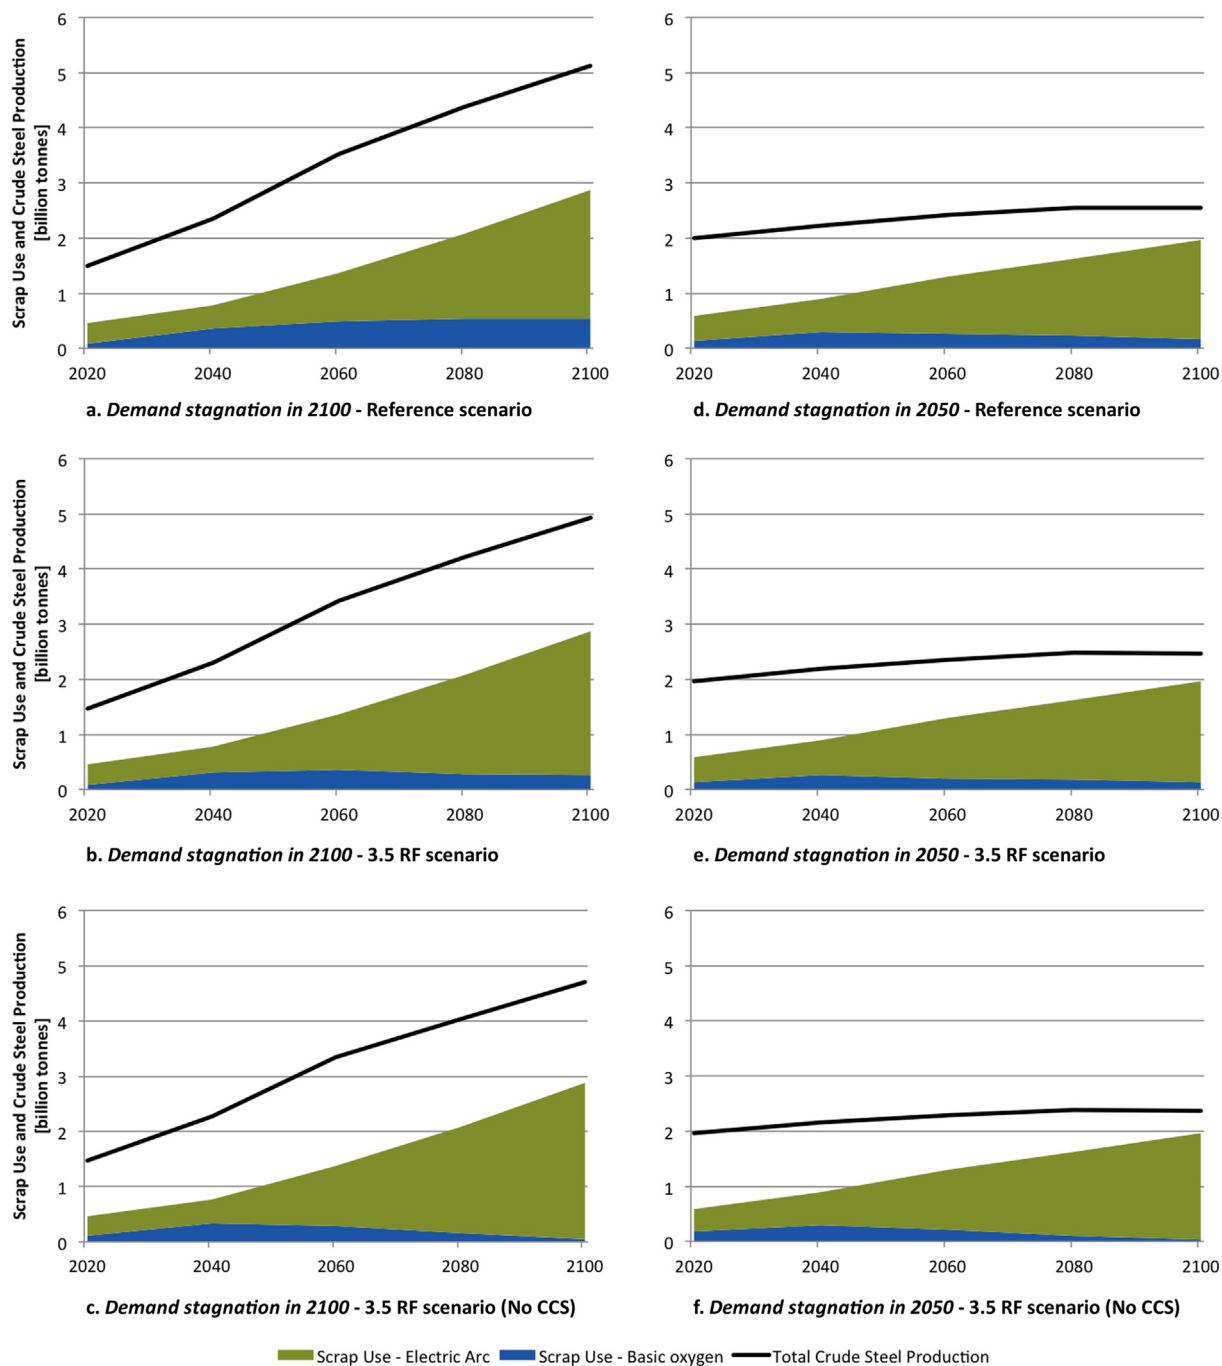 Scrap Use and Crude Steel Production
[billion tonnes]
6
5
4
3
2
1
0
2020 2040 2060 2080 2100
a. Demand stagnation in 2100 - Reference scenario
6
5
4
3
2
1
0
2020 2040 2060 2080 2100
d. Demand stagnation in 2050 - Reference scenario
Scrap Use and Crude Steel Production
[billion tonnes]
6
5
4
3
2
1
0
2020 2040 2060 2080 2100
b. Demand stagnation in 2100 - 3.5 RF scenario
6
5
4
3
2
1
0
2020 2040 2060 2080 2100
e. Demand stagnation in 2050 - 3.5 RF scenario
Scrap Use and Crude Steel Production
[billion tonnes]
6
5
4
3
2
1
0
2020 2040 2060 2080 2100
c. Demand stagnation in 2100 - 3.5 RF scenario (No CCS)
6
5
4
3
2
1
0
2020 2040 2060 2080 2100
f. Demand stagnation in 2050 - 3.5 RF scenario (No CCS)
Scrap Use - Electric Arc Scrap Use - Basic oxygen Total Crude Steel Production